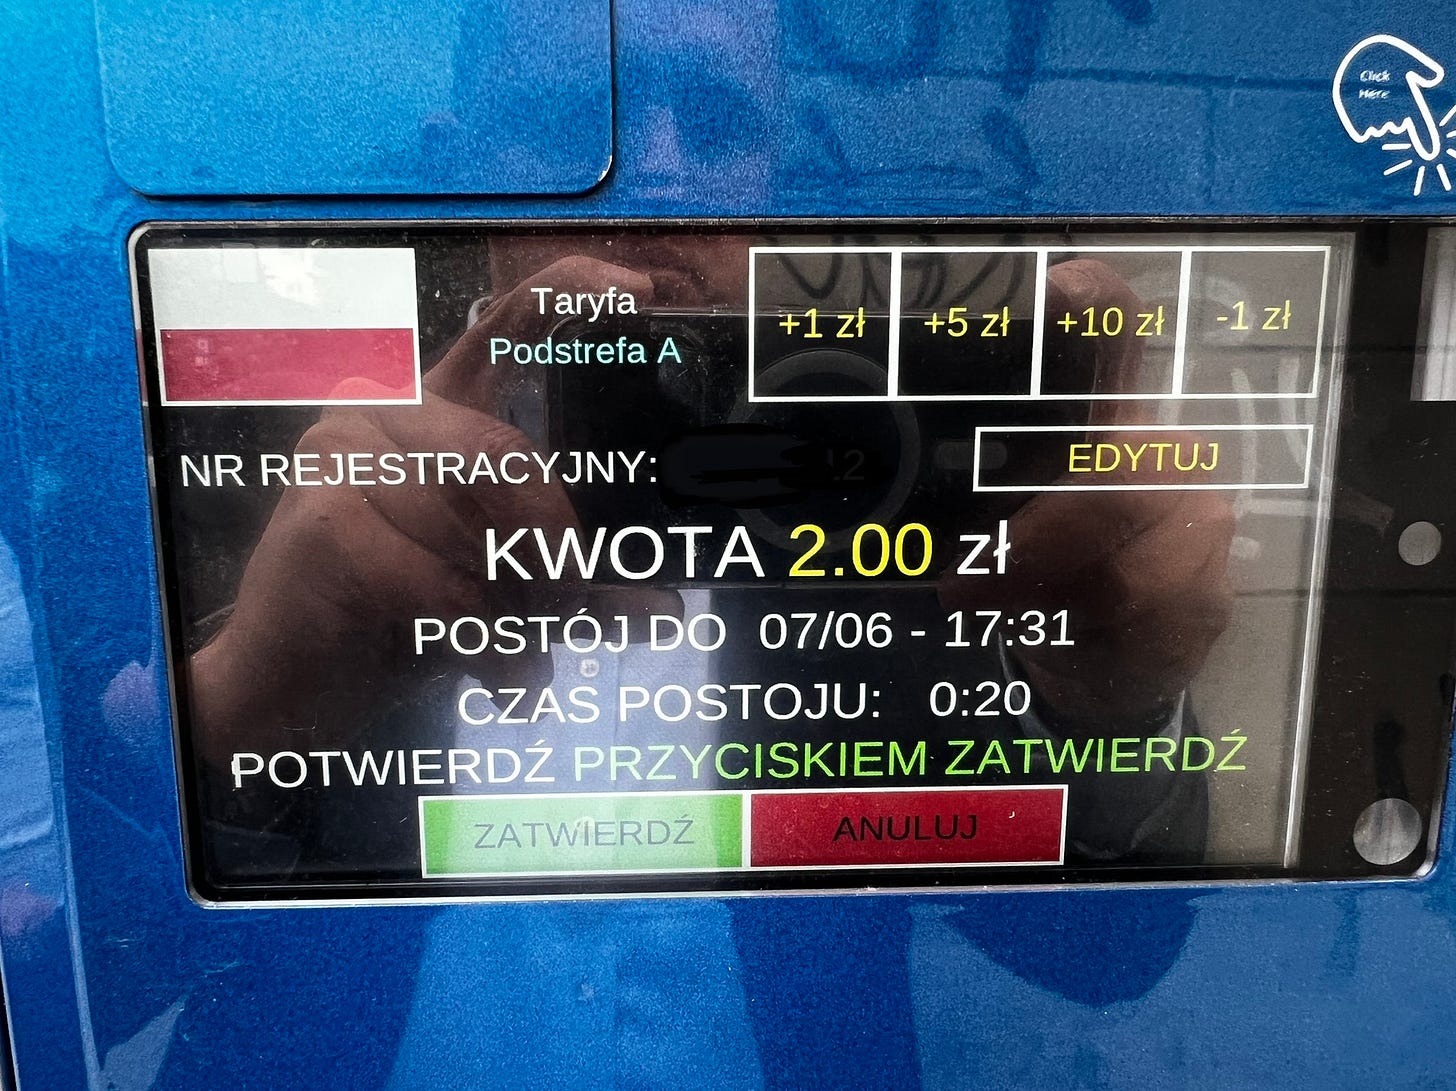 Click
Here
Taryfa
Podstrefa A
+1 zł
+5 zł
+10 zł
-1 zł
NR REJESTRACYJNY:
EDYTUJ
KWOTA 2.00 zł
POSTÓJ DO 07/06 - 17:31
CZAS POSTOJU: 0:20
POTWIERDŹ PRZYCISKIEM ZATWIERDŹ
ZATWIERDŹ
ANULUJ